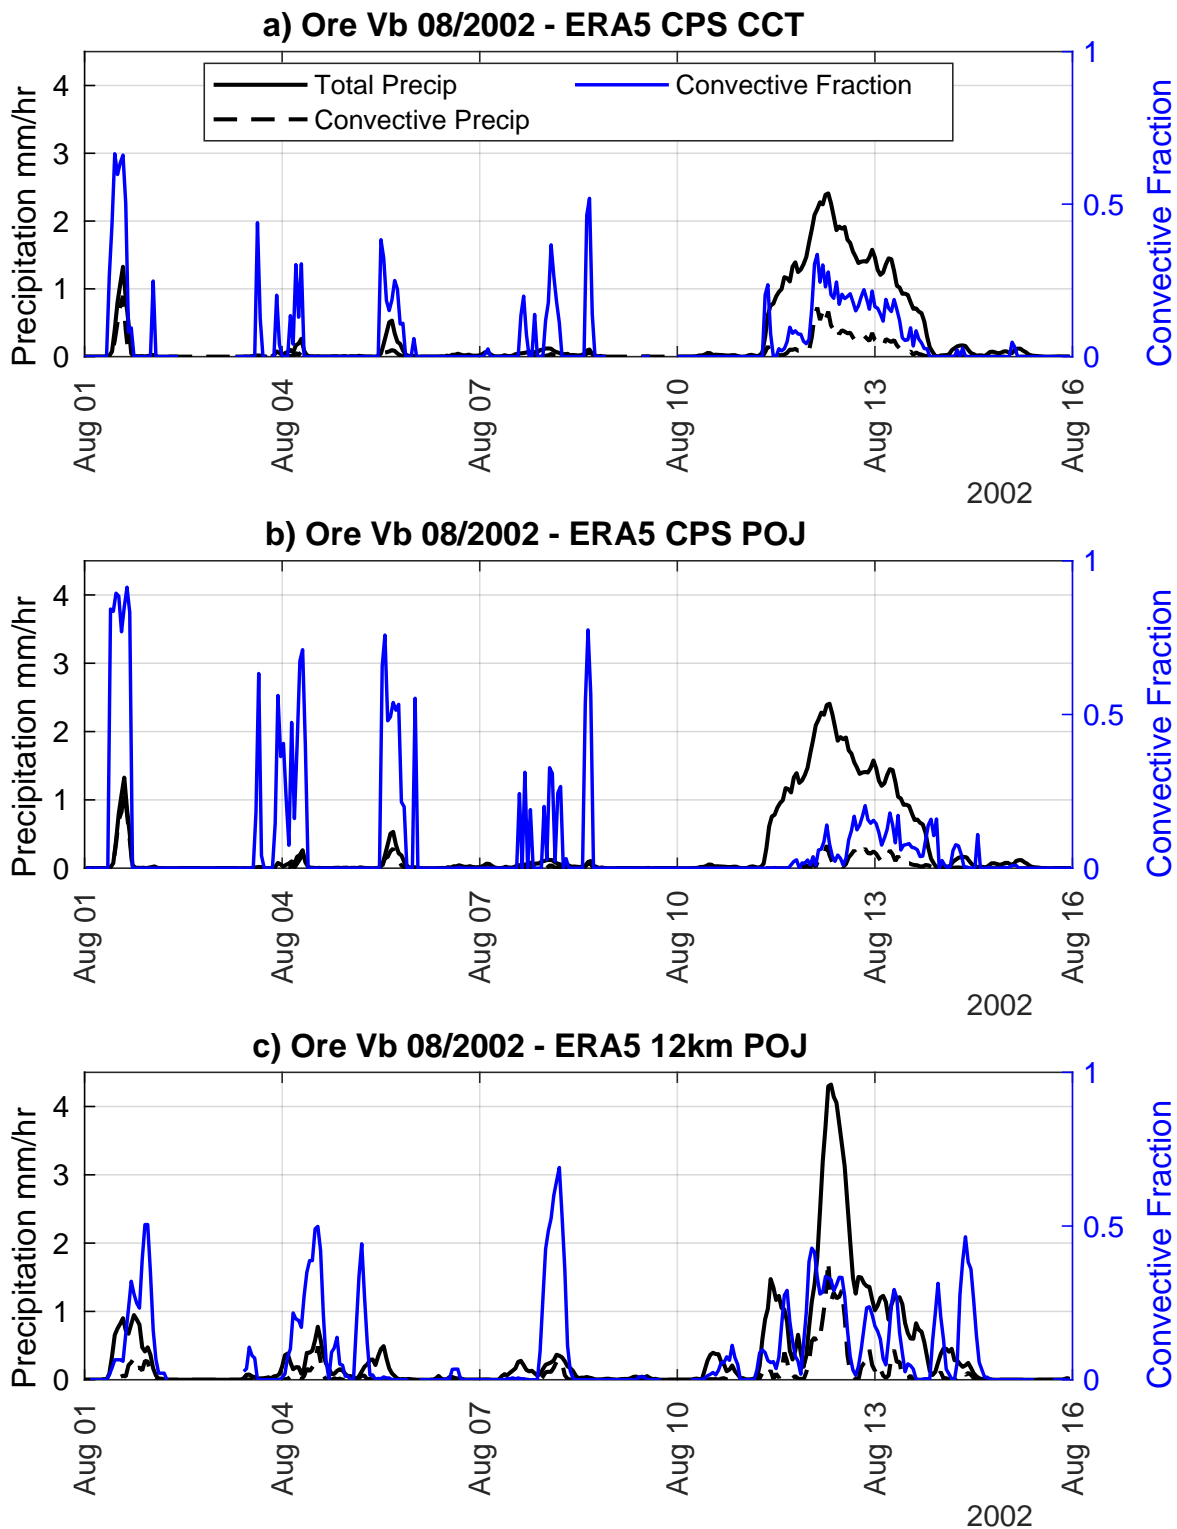 a) Ore Vb 08/2002 - ERA5 CPS CCT
Total Precip
Convective Fraction
Convective Precip
Precipitation mm/hr
4
3
2
1
0
1
0.5
0
Convective Fraction
Aug 01
Aug 04
Aug 07
Aug 10
Aug 13
Aug 16
2002
b) Ore Vb 08/2002 - ERA5 CPS POJ
Precipitation mm/hr
4
3
2
1
0
1
0.5
0
Convective Fraction
Aug 01
Aug 04
Aug 07
Aug 10
Aug 13
Aug 16
2002
c) Ore Vb 08/2002 - ERA5 12km POJ
Precipitation mm/hr
4
3
2
1
0
1
0.5
0
Convective Fraction
Aug 01
Aug 04
Aug 07
Aug 10
Aug 13
Aug 16
2002